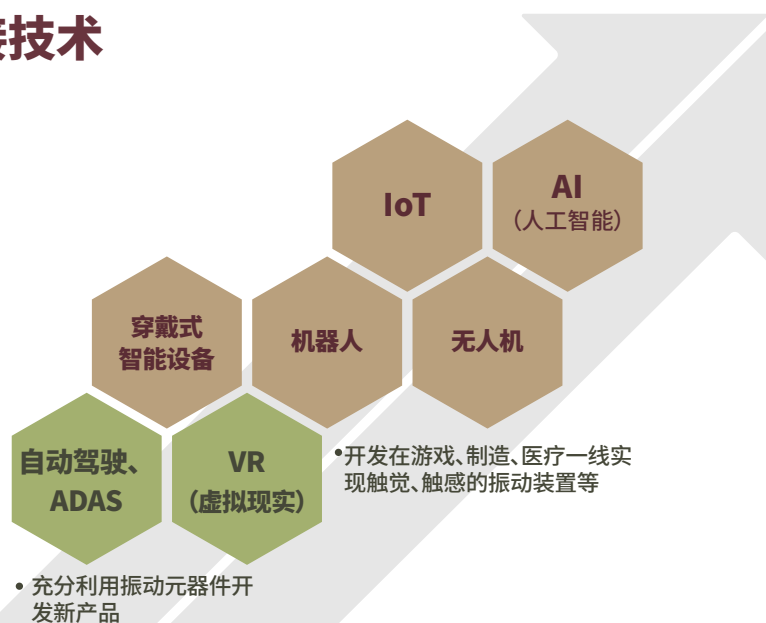 接技术
IoT
AI
（人工智能）
穿戴式
智能设备
机器人
无人机
自动驾驶、
ADAS
VR
（虚拟现实）
•开发在游戏、制造、医疗一线实
现触觉、触感的振动装置等
• 充分利用振动元器件开
发新产品